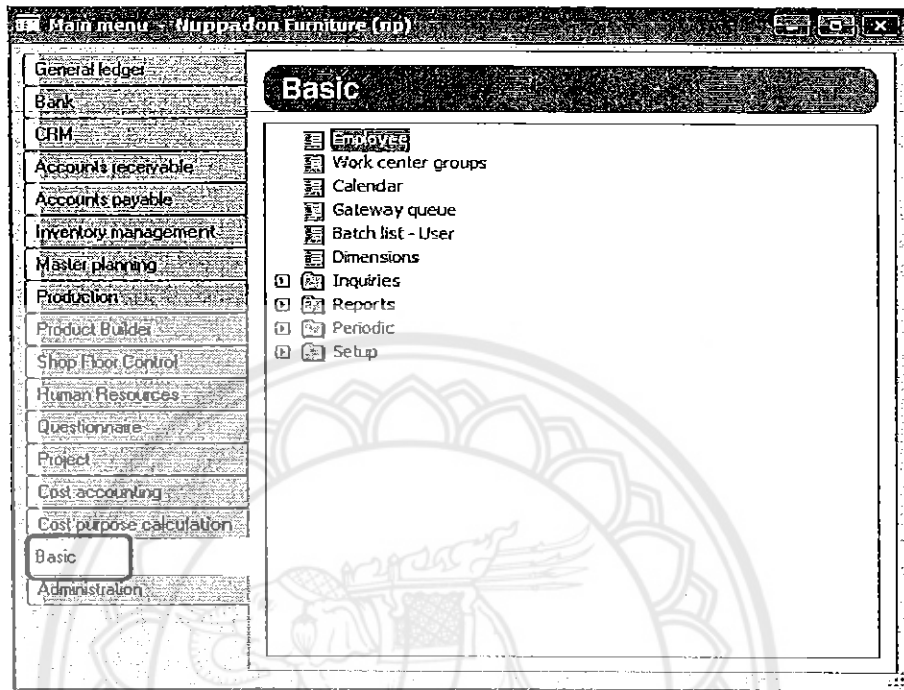 Main menu - Nuppadon Furniture (np)
General ledger
Bank
CRM
Accounts receivable
Accounts payable
Inventory management
Master planning
Production
Product Builder
Shop Floor Control
Human Resources
Questionnaire
Project
Cost accounting
Cost purpose calculation
Basic
Administration
Basic
Employee
Work center groups
Calendar
Gateway queue
Batch list - User
Dimensions
Inquiries
Reports
Periodic
Setup